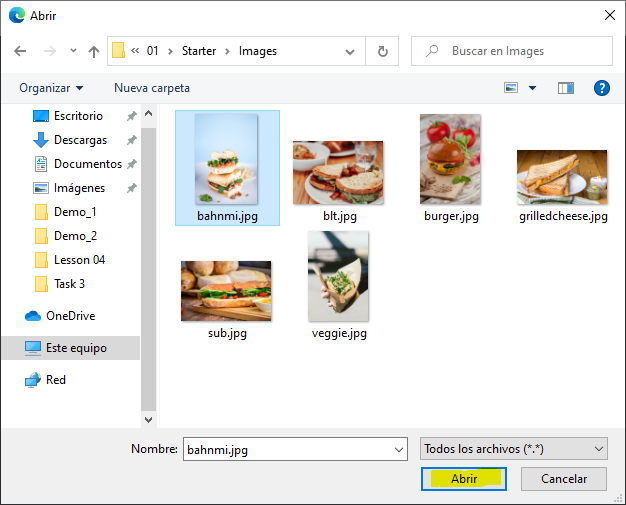 Abrir
01
Starter
Images
Buscar en Images
Organizar
Nueva carpeta
Escritorio
Descargas
Documentos
Imágenes
Demo_1
Demo_2
Lesson 04
Task 3
OneDrive
Este equipo
Red
bahnmi.jpg
blt.jpg
burger.jpg
grilledcheese.jpg
sub.jpg
veggie.jpg
Nombre:
bahnmi.jpg
Todos los archivos (*.*)
Abrir
Cancelar